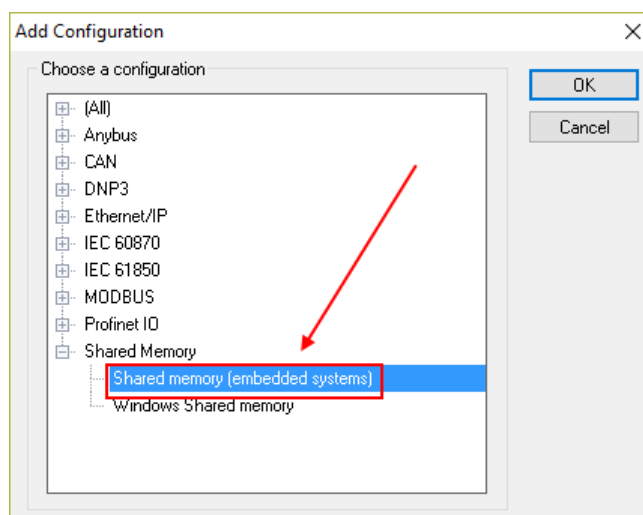 Add Configuration
Choose a configuration
OK
Cancel
(All)
Anybus
CAN
DNP3
Ethernet/IP
IEC 60870
IEC 61850
MODBUS
Profinet IO
Shared Memory
Shared memory (embedded systems)
Windows Shared memory